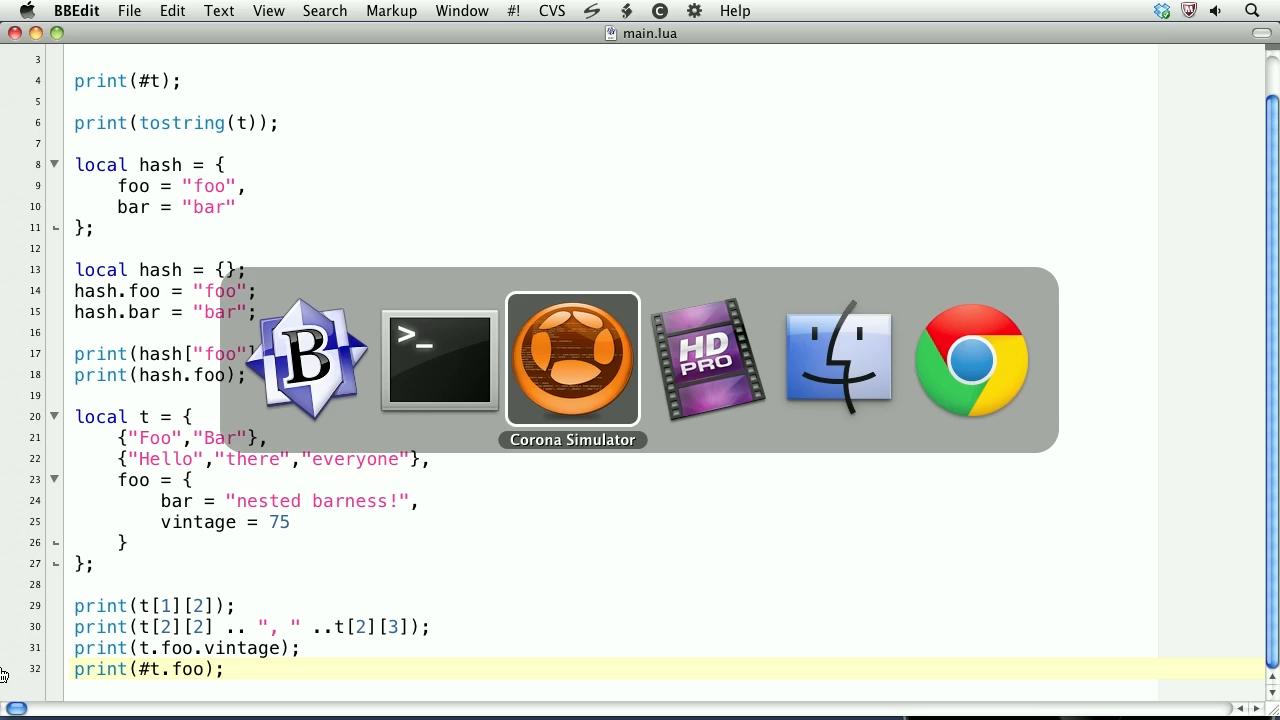 BBEdit File Edit Text View Search Markup Window #! CVS Help
main.lua
3
4 print(#t);
5
6 print(tostring(t));
7
8 local hash = {
9 foo = "foo",
10 bar = "bar"
11 };
12
13 local hash = {};
14 hash.foo = "foo";
15 hash.bar = "bar";
16
17 print(hash["foo"]
18 print(hash.foo);
19
20 local t = {
21 {"Foo","Bar"},
22 {"Hello","there","everyone"},
23 foo = {
24 bar = "nested barness!",
25 vintage = 75
26 }
27 };
28
29 print(t[1][2]);
30 print(t[2][2] .. ", " ..t[2][3]);
31 print(t.foo.vintage);
32 print(#t.foo);
B
>_
HD
PRO
Corona Simulator